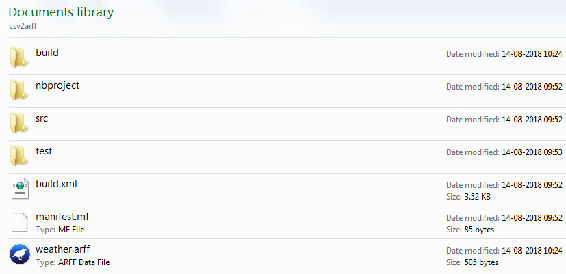 Documents library
csv2arff
build
Date modified: 14-08-2018 10:24
nbproject
Date modified: 14-08-2018 09:52
src
Date modified: 14-08-2018 09:52
test
Date modified: 14-08-2018 09:53
build.xml
Date modified: 14-08-2018 09:52
Size: 3.52 KB
manifest.mf
Date modified: 14-08-2018 09:52
Type: MF File
Size: 85 bytes
weather.arff
Date modified: 14-08-2018 10:24
Type: ARFF Data File
Size: 505 bytes